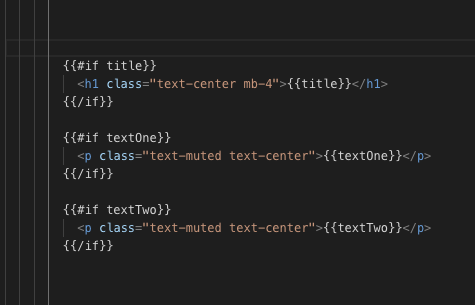 {{#if title}}
<h1 class="text-center mb-4">{{title}}</h1>
{{/if}}
{{#if textOne}}
<p class="text-muted text-center">{{textOne}}</p>
{{/if}}
{{#if textTwo}}
<p class="text-muted text-center">{{textTwo}}</p>
{{/if}}